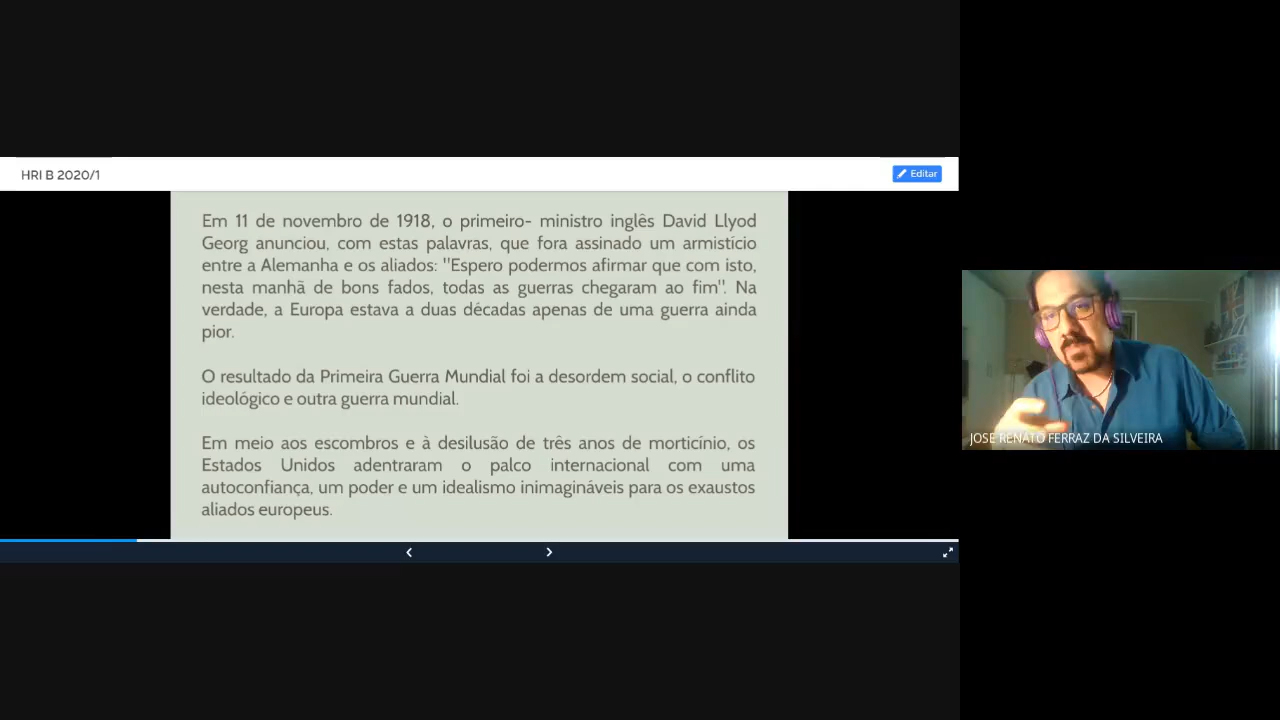 HRI B 2020/1
Editar
Em 11 de novembro de 1918, o primeiro- ministro inglês David Llyod
Georg anunciou, com estas palavras, que fora assinado um armistício
entre a Alemanha e os aliados: "Espero podermos afirmar que com isto,
nesta manhã de bons fados, todas as guerras chegaram ao fim". Na
verdade, a Europa estava a duas décadas apenas de uma guerra ainda
pior.
O resultado da Primeira Guerra Mundial foi a desordem social, o conflito
ideológico e outra guerra mundial.
Em meio aos escombros e à desilusão de três anos de morticínio, os
Estados Unidos adentraram o palco internacional com uma
autoconfiança, um poder e um idealismo inimagináveis para os exaustos
aliados europeus.
JOSE RENATO FERRAZ DA SILVEIRA